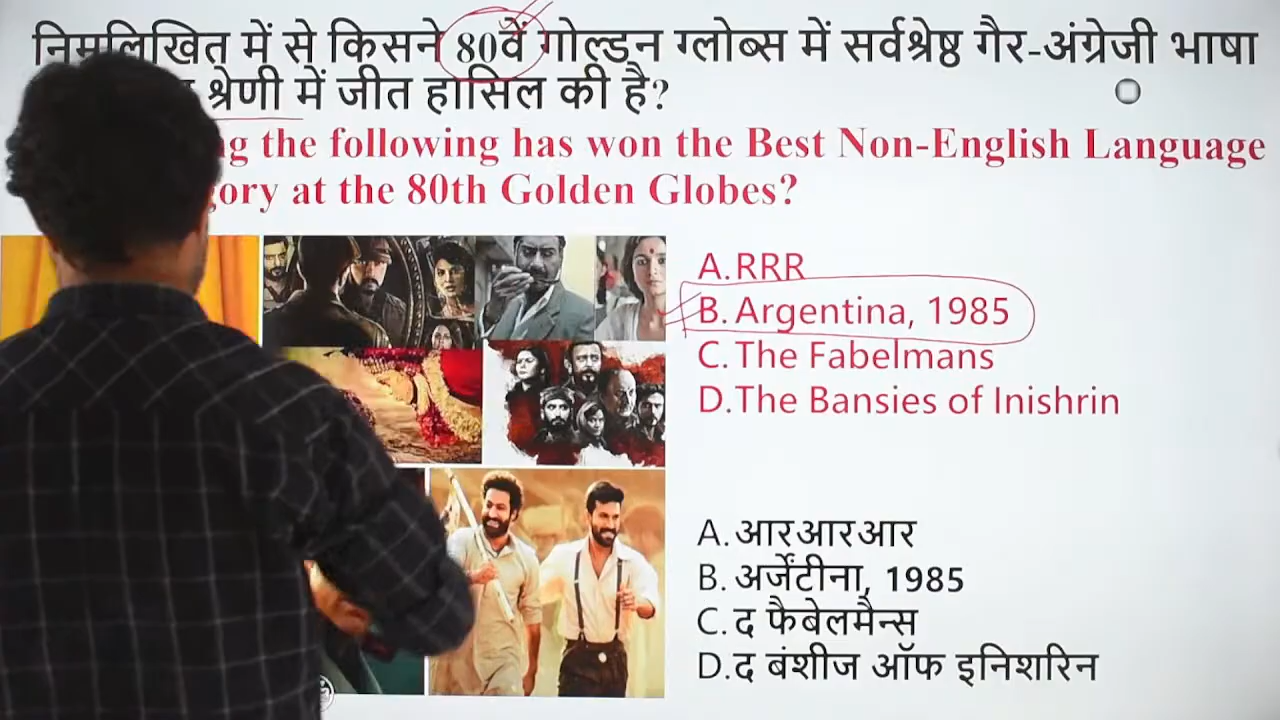 निम्नलिखित में से किसने 80वें गोल्डन ग्लोब्स में सर्वश्रेष्ठ गैर-अंग्रेजी भाषा
श्रेणी में जीत हासिल की है?
the following has won the Best Non-English Language
at the 80th Golden Globes?
A. RRR
B. Argentina, 1985
C. The Fabelmans
D. The Bansies of Inishrin
A. आरआरआर
B. अर्जेंटीना, 1985
C. द फैबेलमैन्स
D. द बंशीज ऑफ इनिशरिन